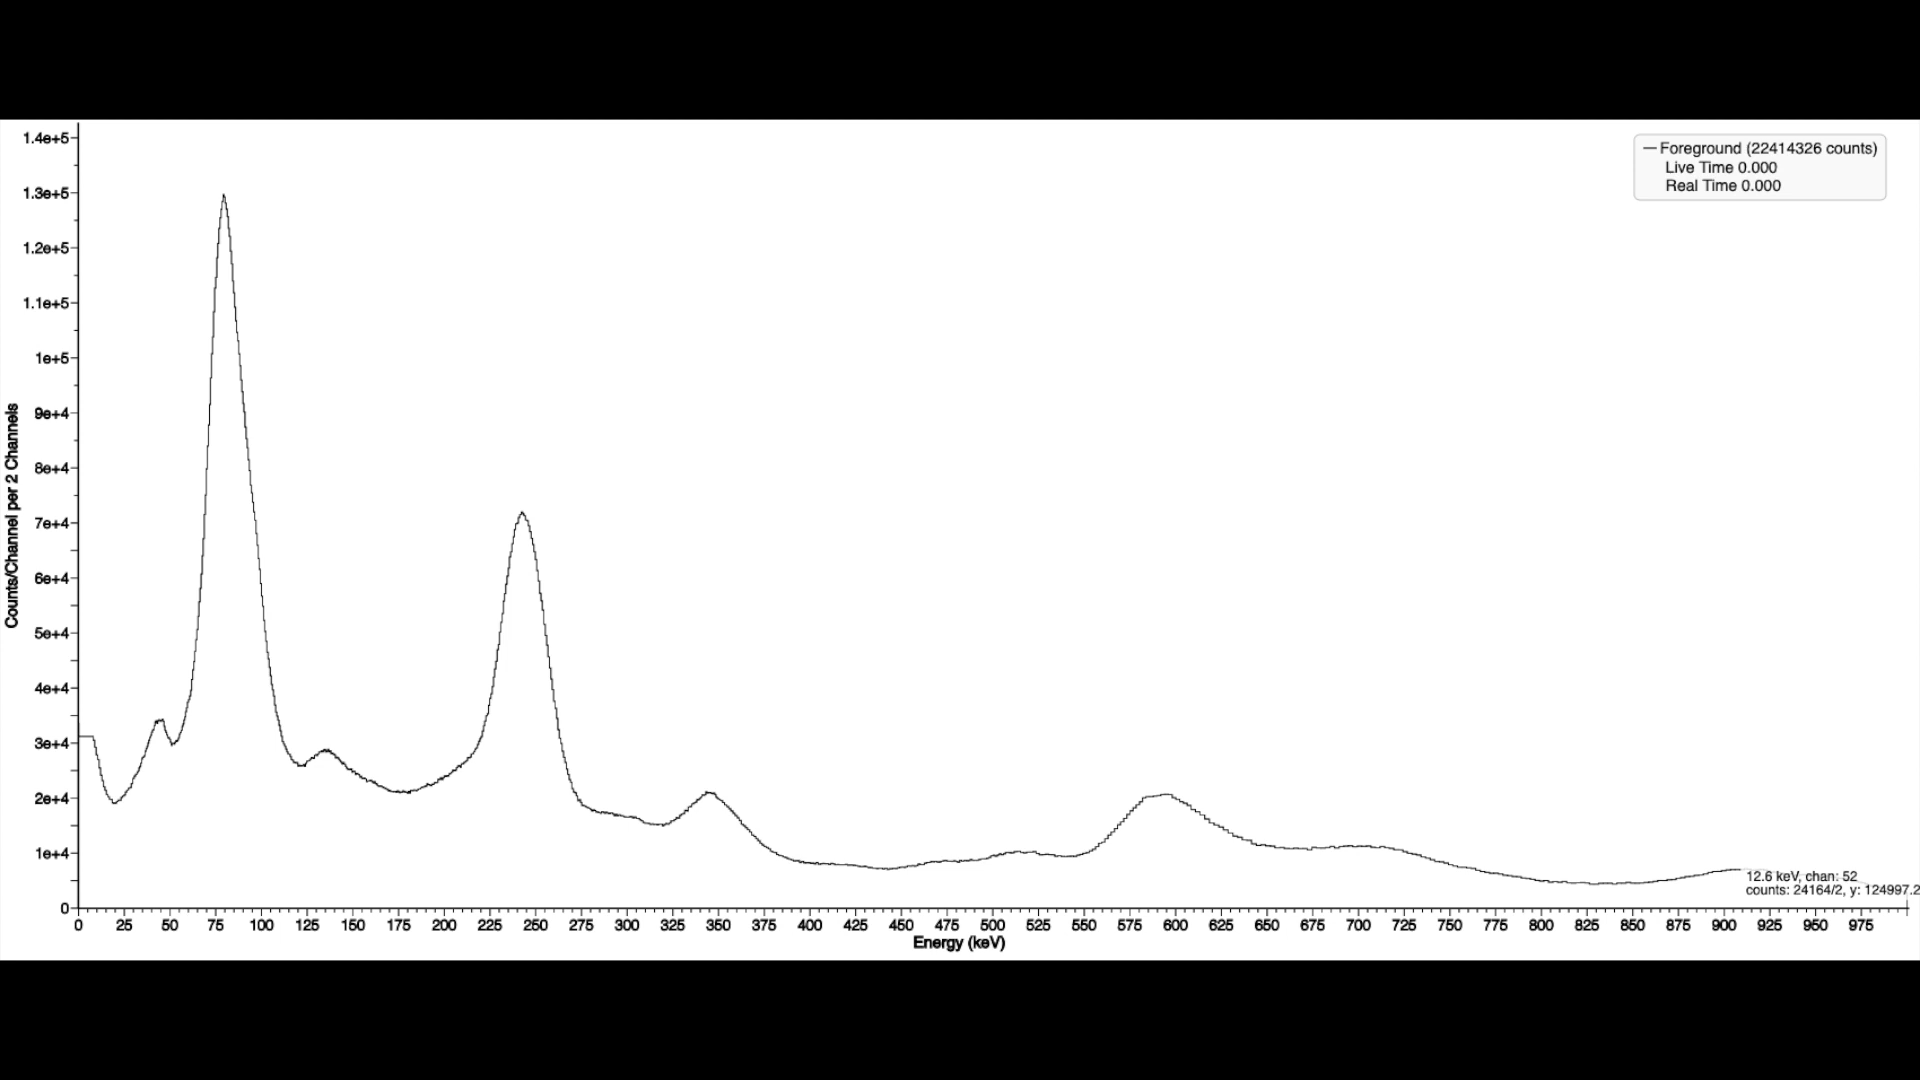 Foreground (22414326 counts)
Live Time 0.000
Real Time 0.000
1.4e+5
1.3e+5
1.2e+5
1.1e+5
1e+5
9e+4
8e+4
7e+4
6e+4
5e+4
4e+4
3e+4
2e+4
1e+4
0
Counts/Channel per 2 Channels
12.6 keV, chan: 52
counts: 24164/2, y: 124997.2
0 25 50 75 100 125 150 175 200 225 250 275 300 325 350 375 400 425 450 475 500 525 550 575 600 625 650 675 700 725 750 775 800 825 850 875 900 925 950 975
Energy (keV)